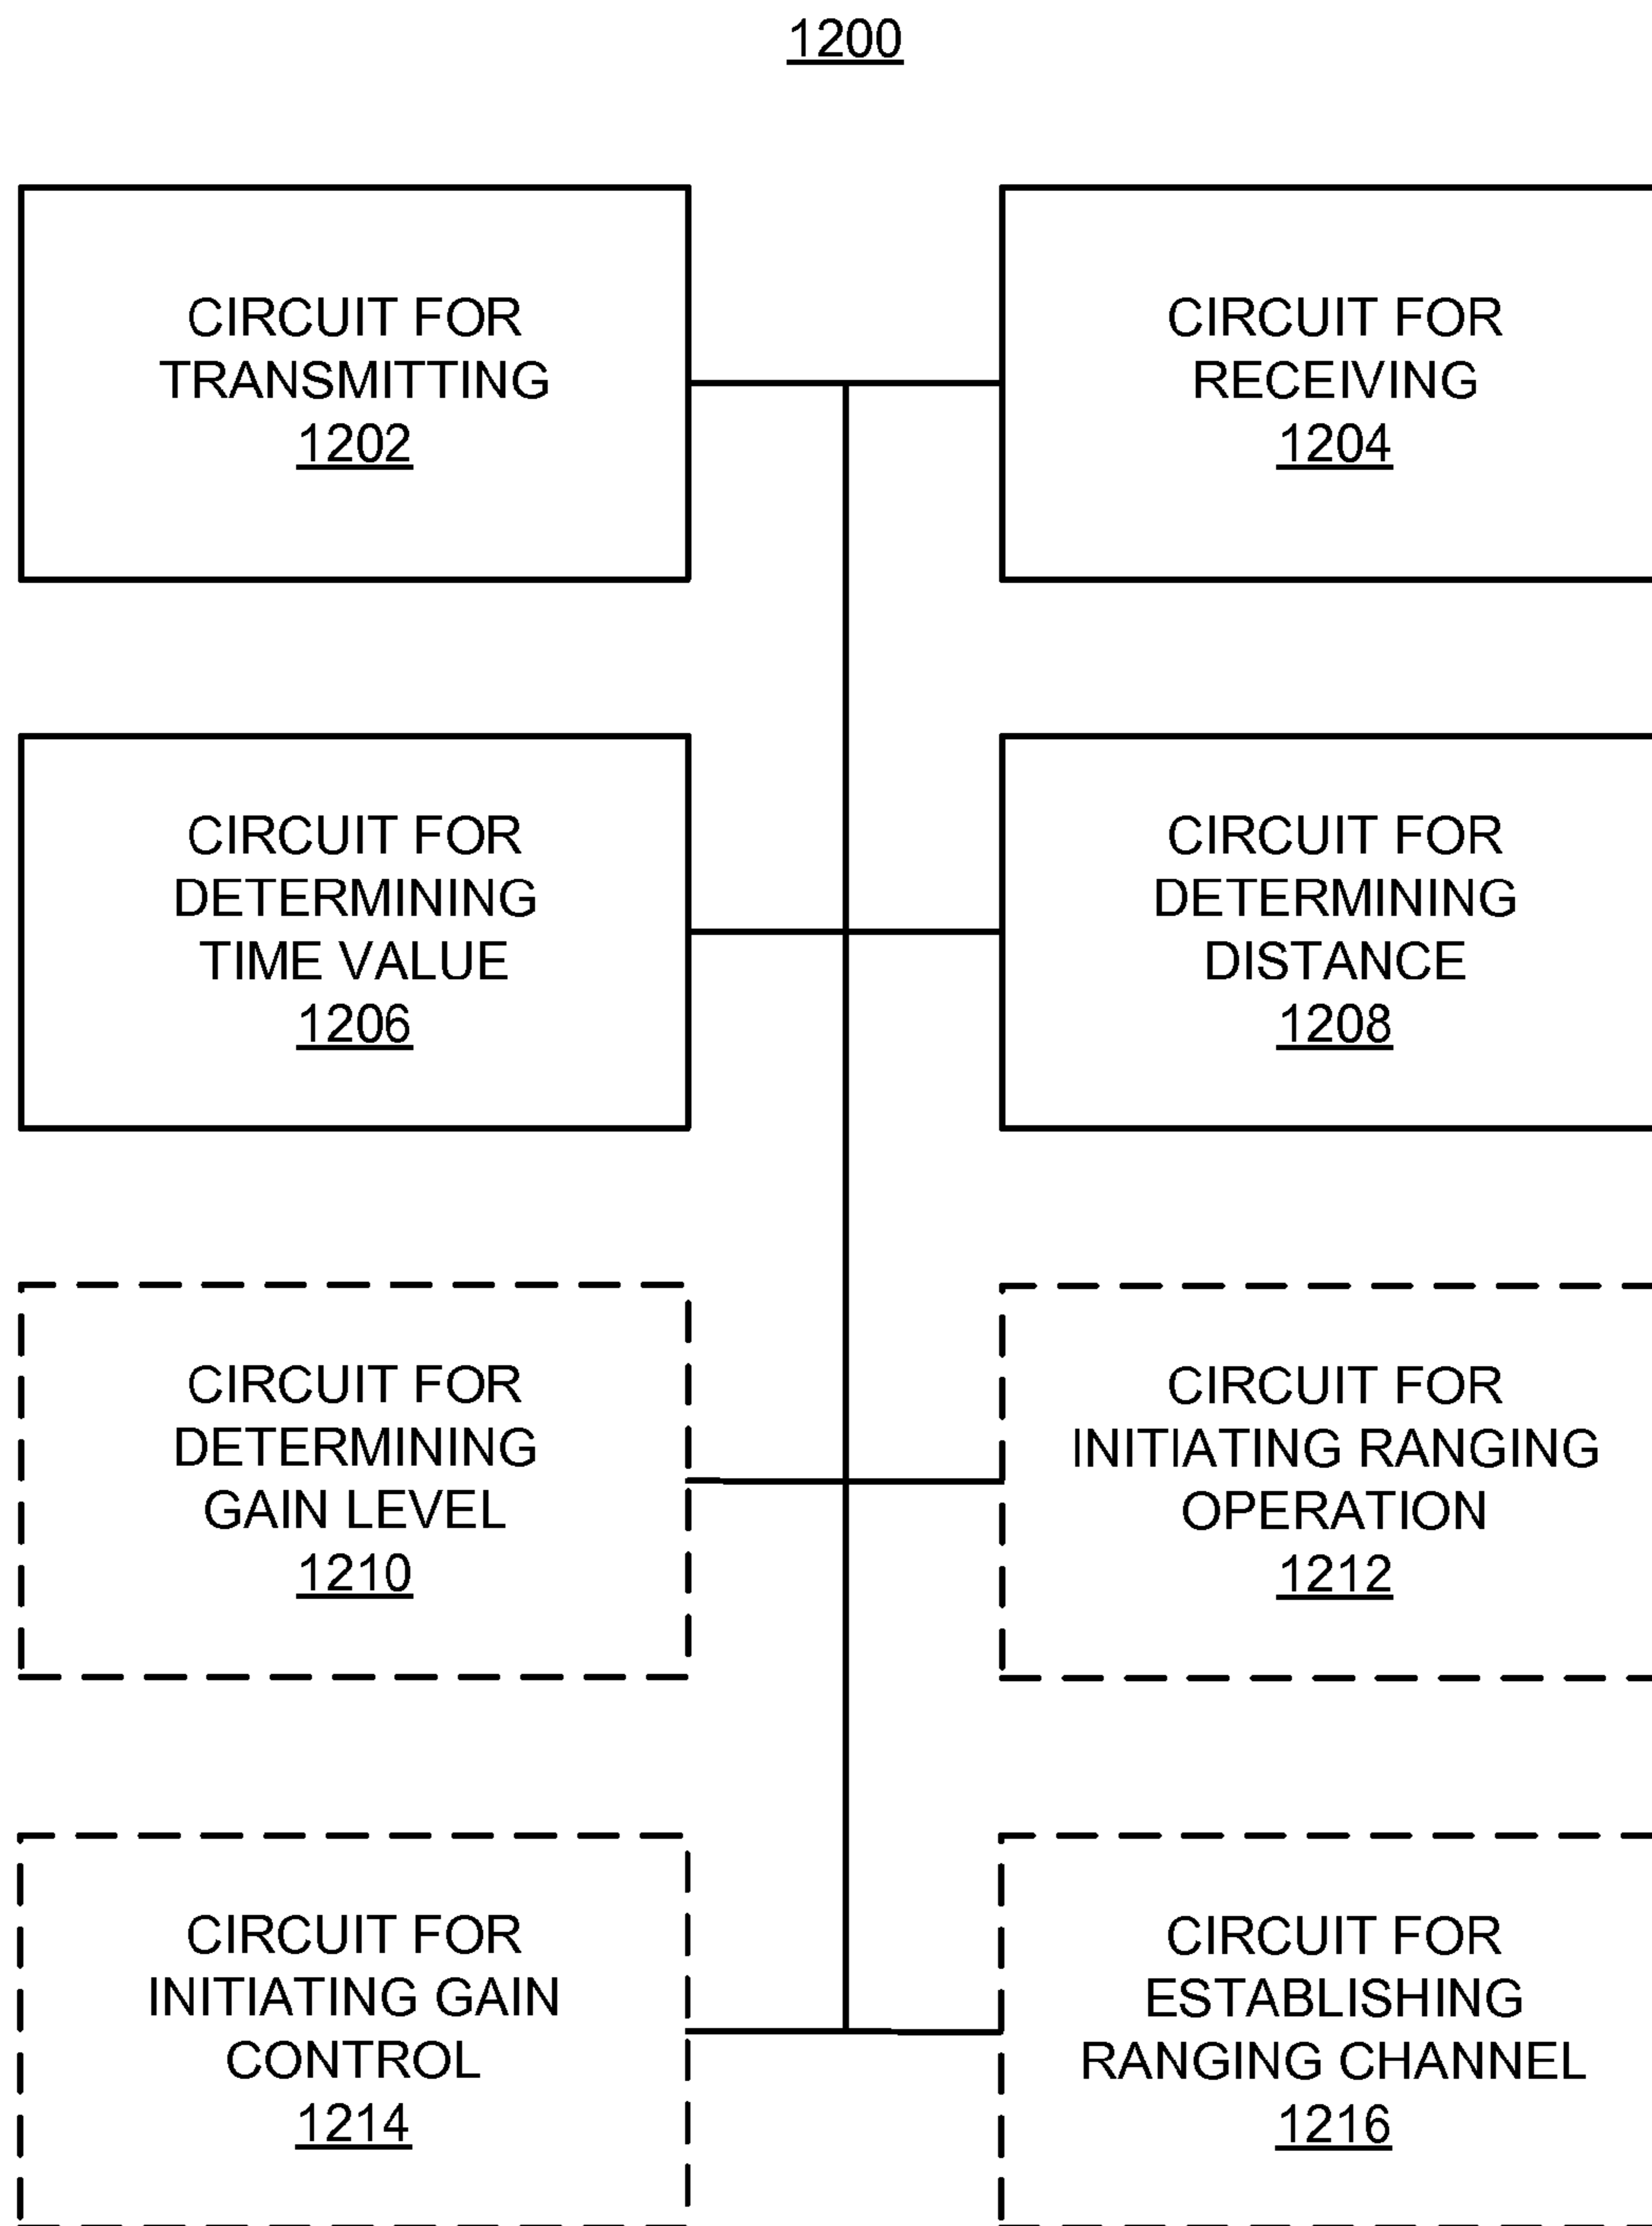 1200
CIRCUIT FOR
TRANSMITTING
1202
CIRCUIT FOR
RECEIVING
1204
CIRCUIT FOR
DETERMINING
TIME VALUE
1206
CIRCUIT FOR
DETERMINING
DISTANCE
1208
CIRCUIT FOR
DETERMINING
GAIN LEVEL
1210
CIRCUIT FOR
INITIATING RANGING
OPERATION
1212
CIRCUIT FOR
INITIATING GAIN
CONTROL
1214
CIRCUIT FOR
ESTABLISHING
RANGING CHANNEL
1216